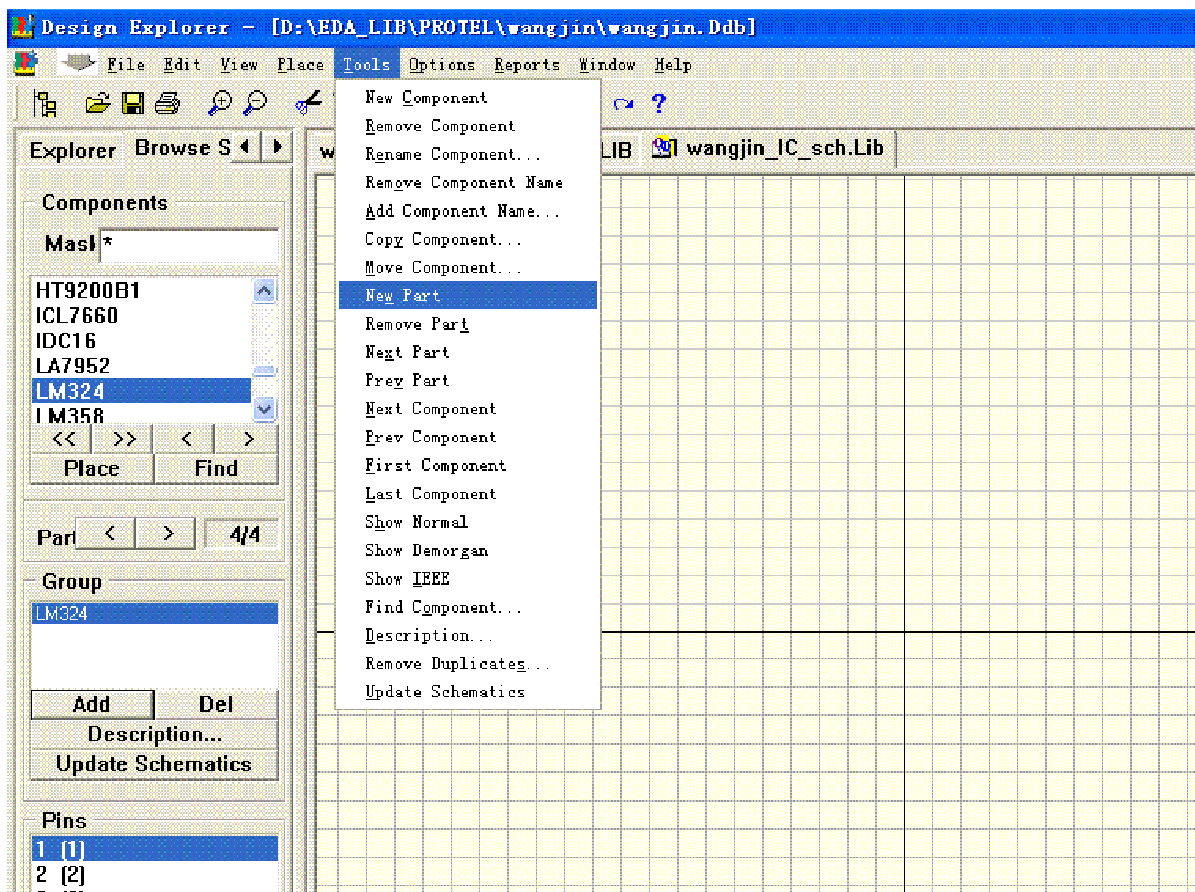 Design Explorer - [D:\EDA_LIB\PROTEL\wangjin\wangjin.Ddb]
File Edit View Place Tools Options Reports Window Help
Explorer Browse S
LIB wangjin_IC_sch.Lib
Components
Mask *
HT9200B1
ICL7660
IDC16
LA7952
LM324
LM358
<< >> < >
Place Find
Part < > 4/4
Group
LM324
Add Del
Description...
Update Schematics
Pins
1 (1)
2 (2)
New Component
Remove Component
Rename Component...
Remove Component Name
Add Component Name...
Copy Component...
Move Component...
New Part
Remove Part
Next Part
Prev Part
Next Component
Prev Component
First Component
Last Component
Show Normal
Show Demorgan
Show IEEE
Find Component...
Description...
Remove Duplicates...
Update Schematics